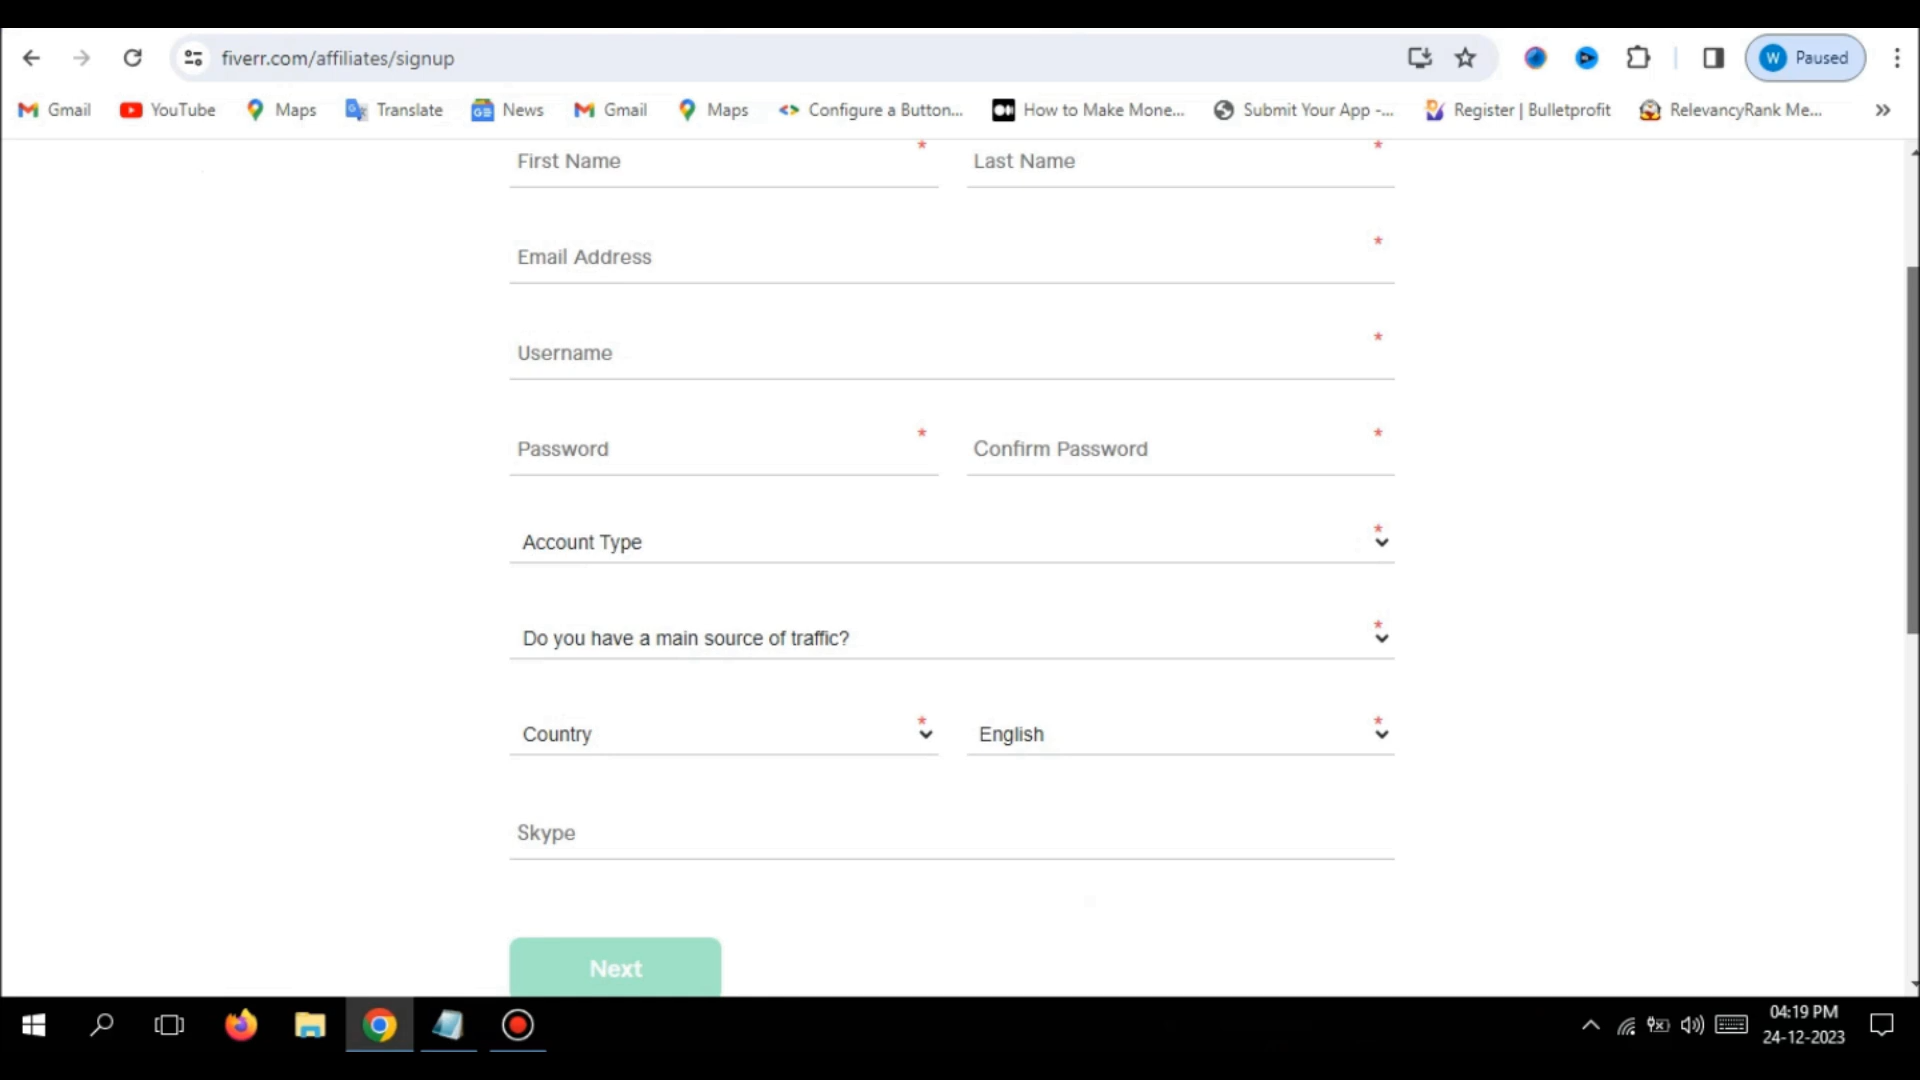 fiverr.com/affiliates/signup
W Paused
Gmail YouTube Maps Translate GE News Gmail Maps <> Configure a Button... How to Make Mone... Submit Your App -... Register | Bulletprofit RelevancyRank Me... »
First Name * Last Name *
Email Address *
Username *
Password * Confirm Password *
Account Type *
Do you have a main source of traffic? *
Country * English *
Skype
Next
04:19 PM
24-12-2023